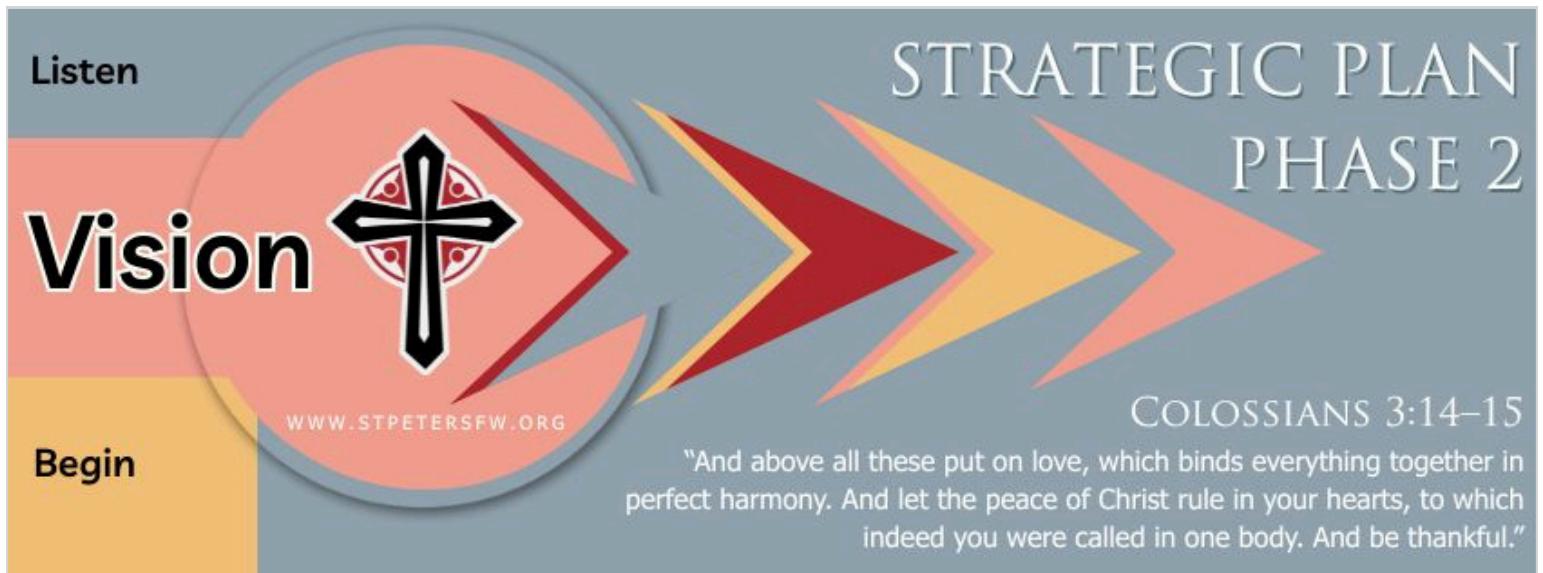 Listen
Vision
Begin
WWW.STPETERSFW.ORG
STRATEGIC PLAN
PHASE 2
COLOSSIANS 3:14–15
“And above all these put on love, which binds everything together in
perfect harmony. And let the peace of Christ rule in your hearts, to which
indeed you were called in one body. And be thankful.”